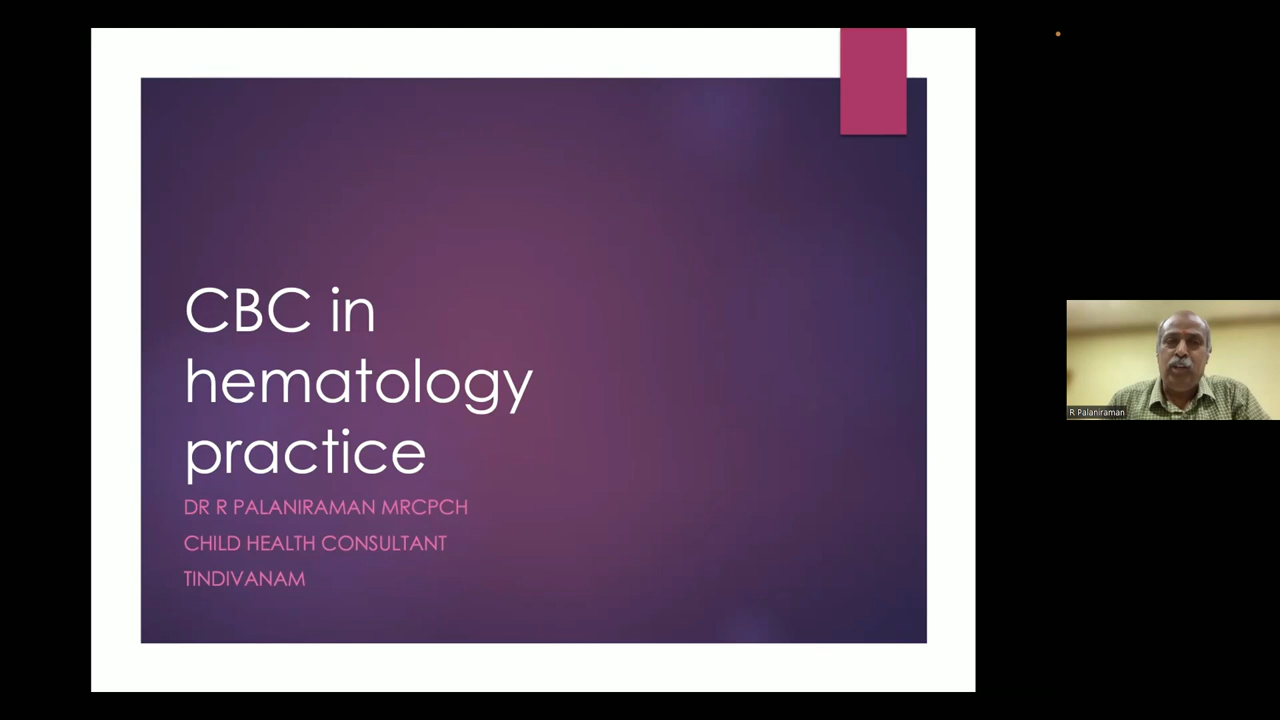 CBC in
hematology
practice
DR R PALANIRAMAN MRCPCH
CHILD HEALTH CONSULTANT
TINDIVANAM
R Palaniraman